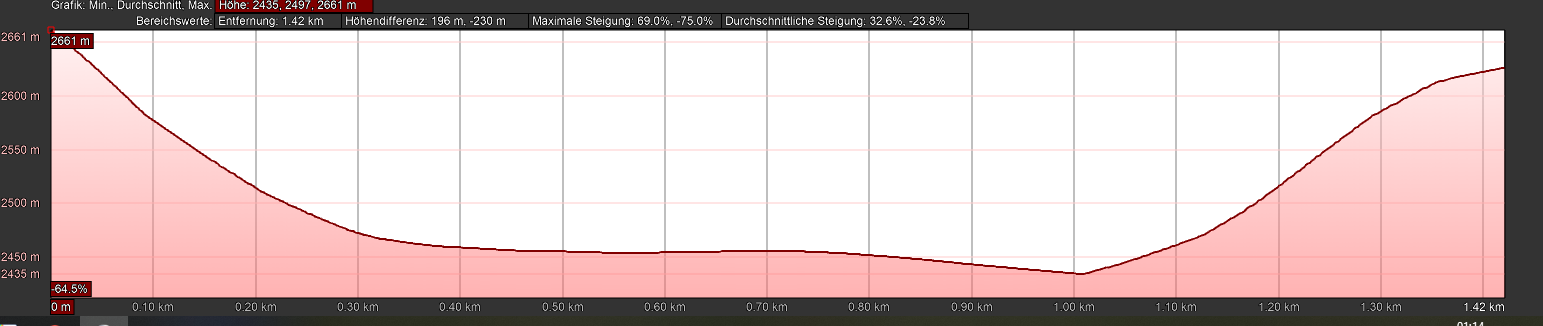 Grafik: Min., Durchschnitt, Max. Höhe: 2435, 2497, 2661 m
Bereichswerte: Entfernung: 1.42 km Höhendifferenz: 196 m, -230 m Maximale Steigung: 69.0%, -75.0% Durchschnittliche Steigung: 32.6%, -23.8%
2661 m
2661 m
2600 m
2550 m
2500 m
2450 m
2435 m
-64.5%
0 m 0.10 km 0.20 km 0.30 km 0.40 km 0.50 km 0.60 km 0.70 km 0.80 km 0.90 km 1.00 km 1.10 km 1.20 km 1.30 km 1.42 km